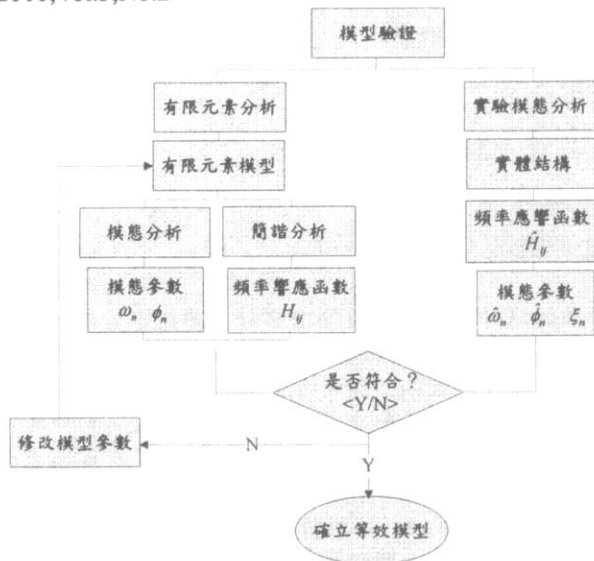 模型驗證
有限元素分析
實驗模態分析
有限元素模型
實體結構
模態分析
簡諧分析
頻率應響函數
Ĥij
模態參數
ωn ϕn
頻率響應函數
Hij
模態參數
ω̂n ϕ̂n ξn
是否符合？
<Y/N>
修改模型參數
N
Y
確立等效模型